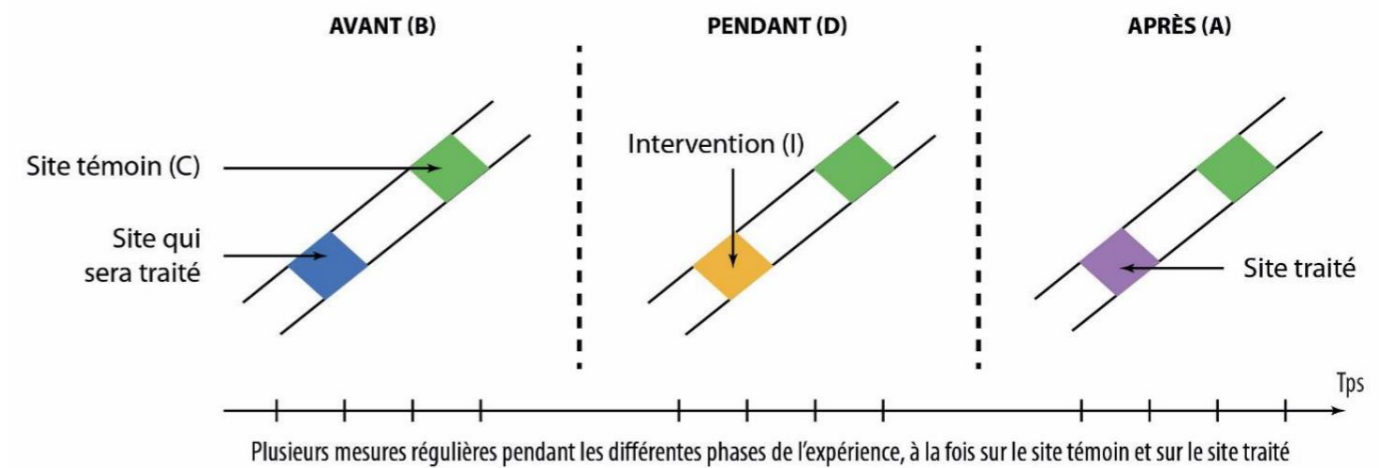 AVANT (B)
PENDANT (D)
APRÈS (A)
Site témoin (C)
Site qui
sera traité
Intervention (I)
Site traité
Tps
Plusieurs mesures régulières pendant les différentes phases de l’expérience, à la fois sur le site témoin et sur le site traité